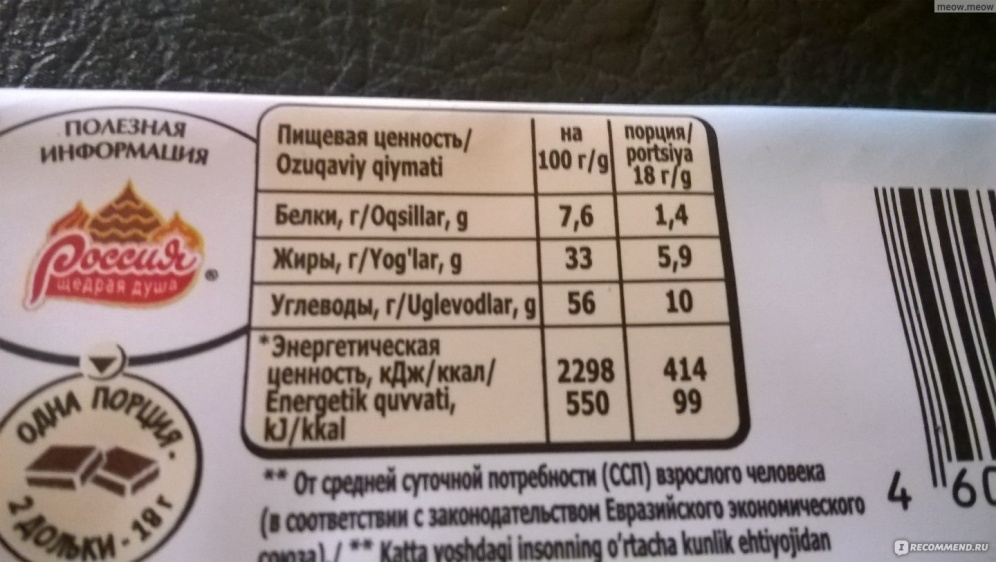 meow.meow
ПОЛЕЗНАЯ
ИНФОРМАЦИЯ
Россия
щедрая душа
®
ОДНА ПОРЦИЯ -
2 ДОЛЬКИ - 18 г
Пищевая ценность/
Ozuqaviy qiymati
на
100 г/g
порция/
portsiya
18 г/g
Белки, г/Oqsillar, g 7,6 1,4
Жиры, г/Yog'lar, g 33 5,9
Углеводы, г/Uglevodlar, g 56 10
*Энергетическая
ценность, кДж/ккал/ 2298 414
Energetik quvvati, 550 99
kJ/kkal
** От средней суточной потребности (ССП) взрослого человека
(в соответствии с законодательством Евразийского экономического
союза). / ** Katta yoshdagi insonning o'rtacha kunlik ehtiyojidan
4 60
IRECOMMEND.RU